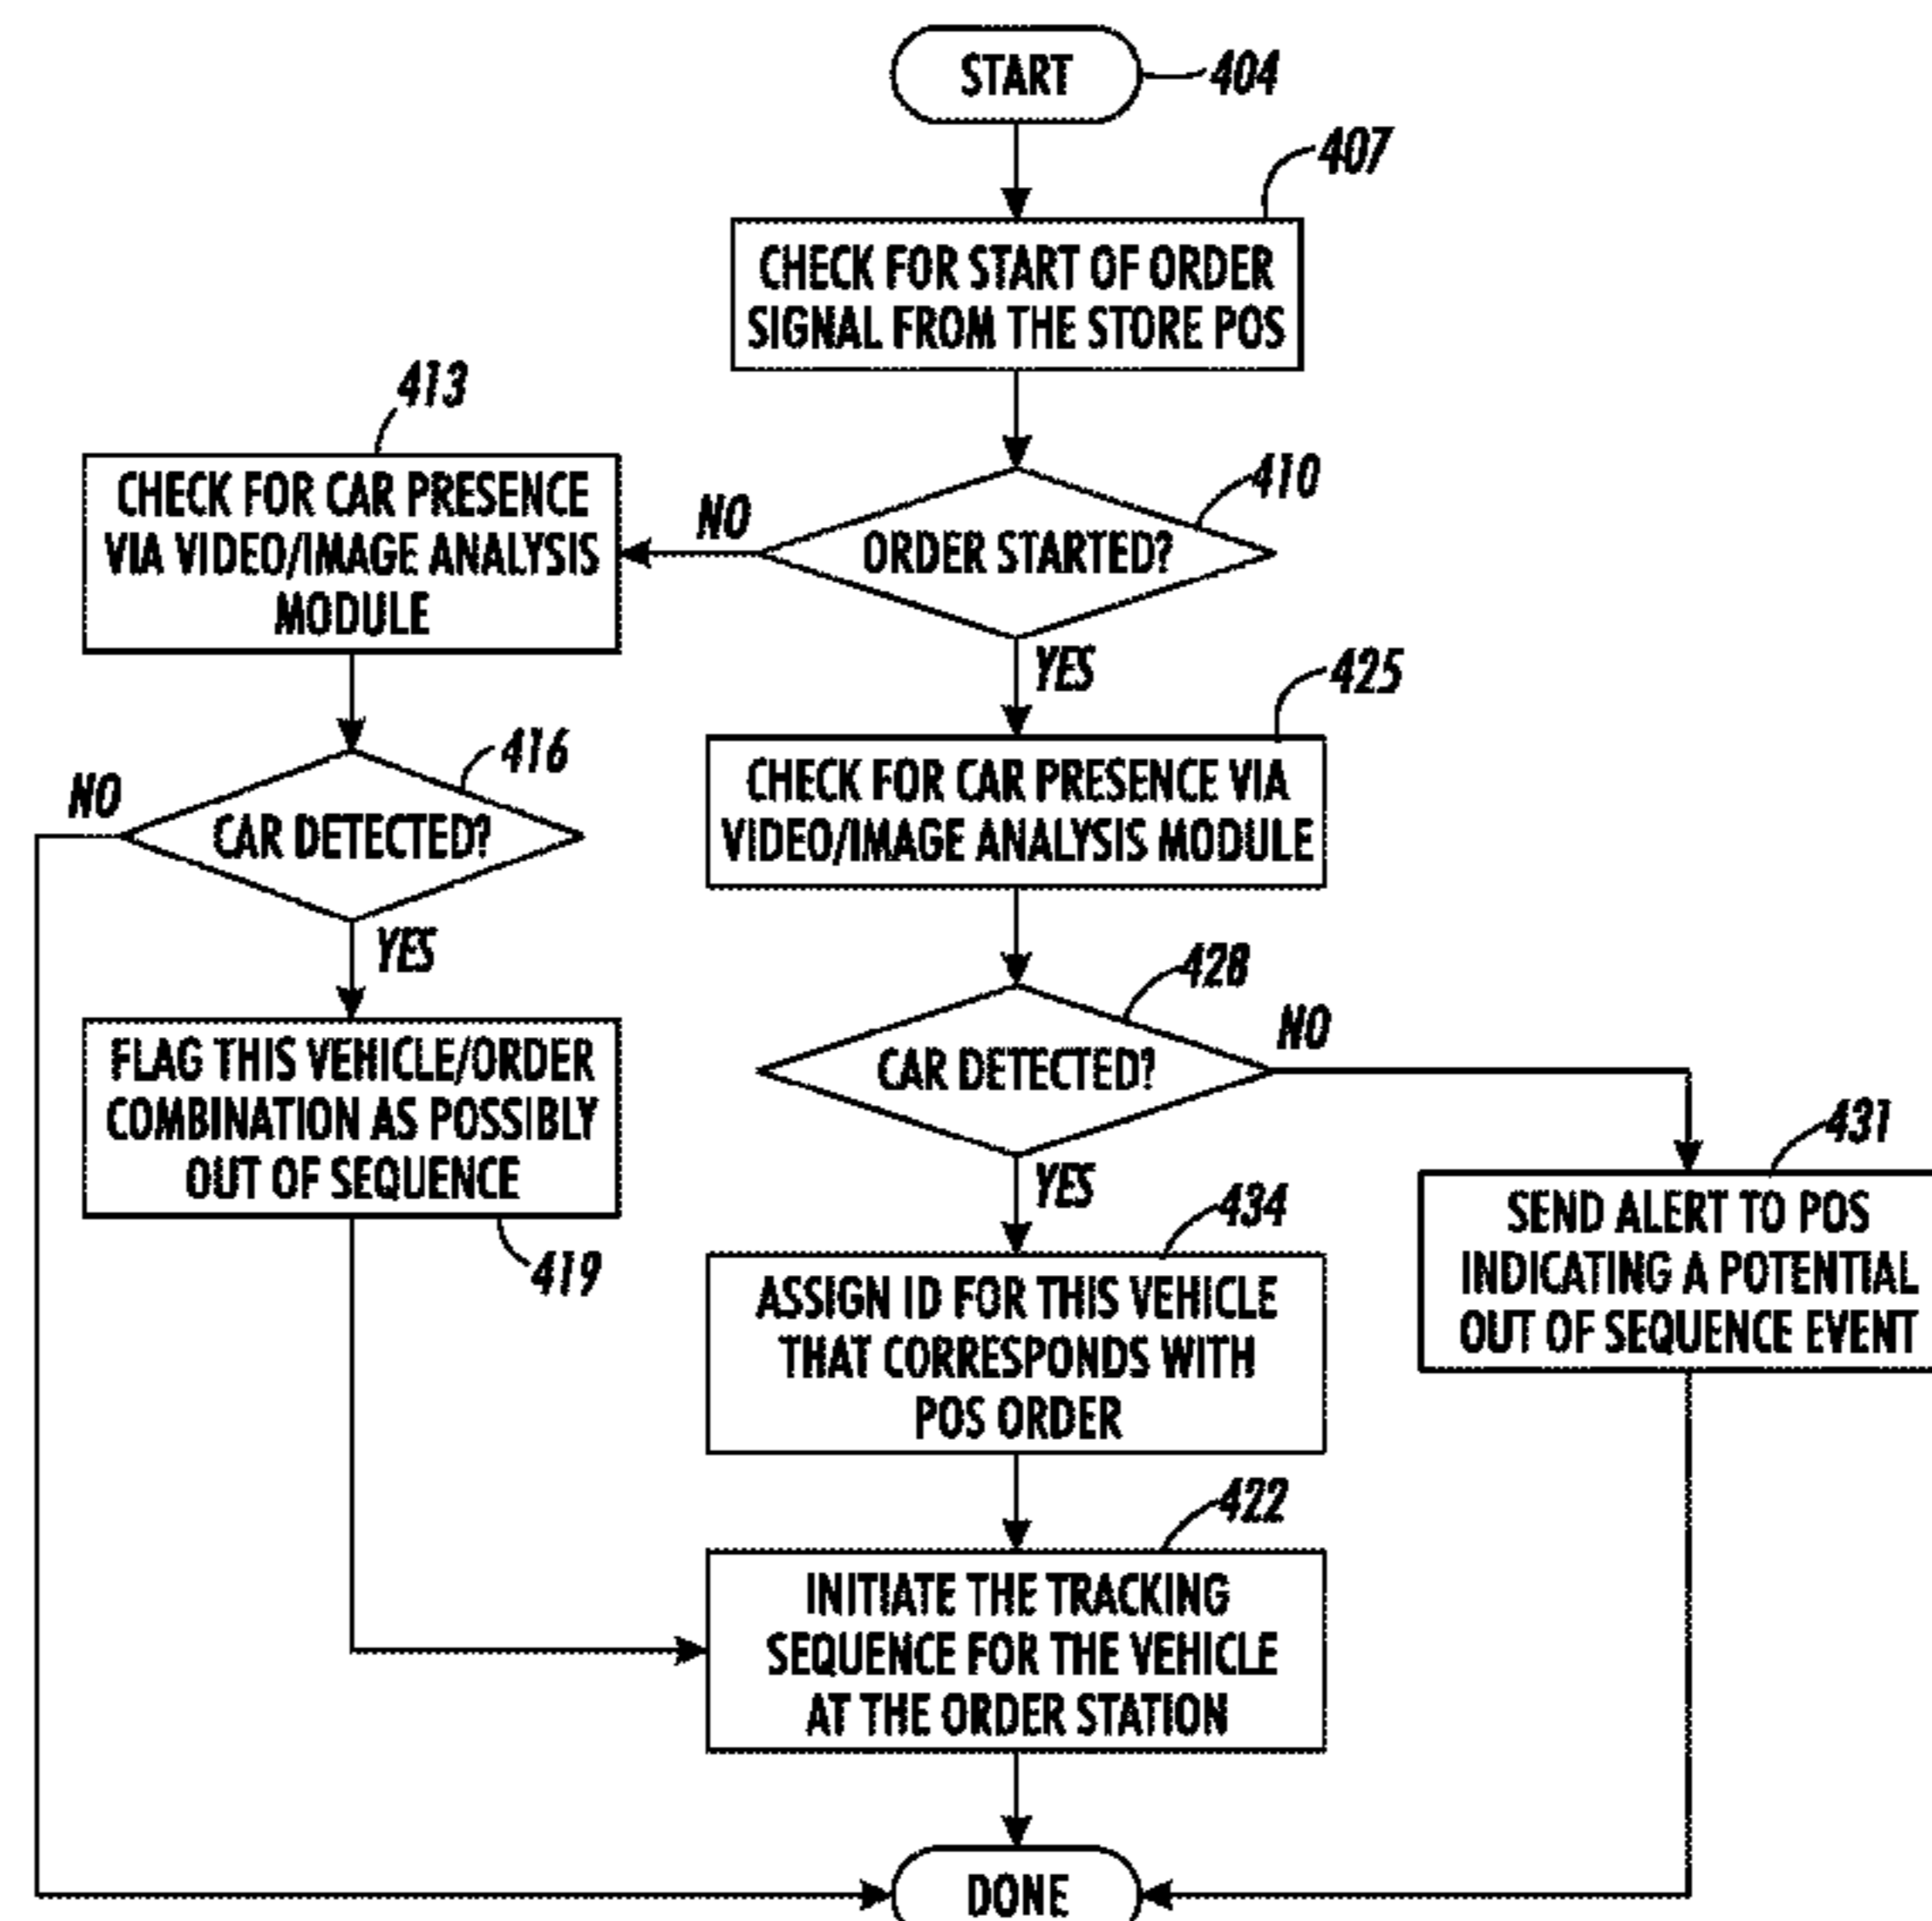 START
404
407
CHECK FOR START OF ORDER
SIGNAL FROM THE STORE POS
413
CHECK FOR CAR PRESENCE
VIA VIDEO/IMAGE ANALYSIS
MODULE
NO
410
ORDER STARTED?
YES
425
416
NO
CAR DETECTED?
YES
CHECK FOR CAR PRESENCE VIA
VIDEO/IMAGE ANALYSIS MODULE
428
CAR DETECTED?
NO
YES
FLAG THIS VEHICLE/ORDER
COMBINATION AS POSSIBLY
OUT OF SEQUENCE
419
434
ASSIGN ID FOR THIS VEHICLE
THAT CORRESPONDS WITH
POS ORDER
431
SEND ALERT TO POS
INDICATING A POTENTIAL
OUT OF SEQUENCE EVENT
422
INITIATE THE TRACKING
SEQUENCE FOR THE VEHICLE
AT THE ORDER STATION
DONE